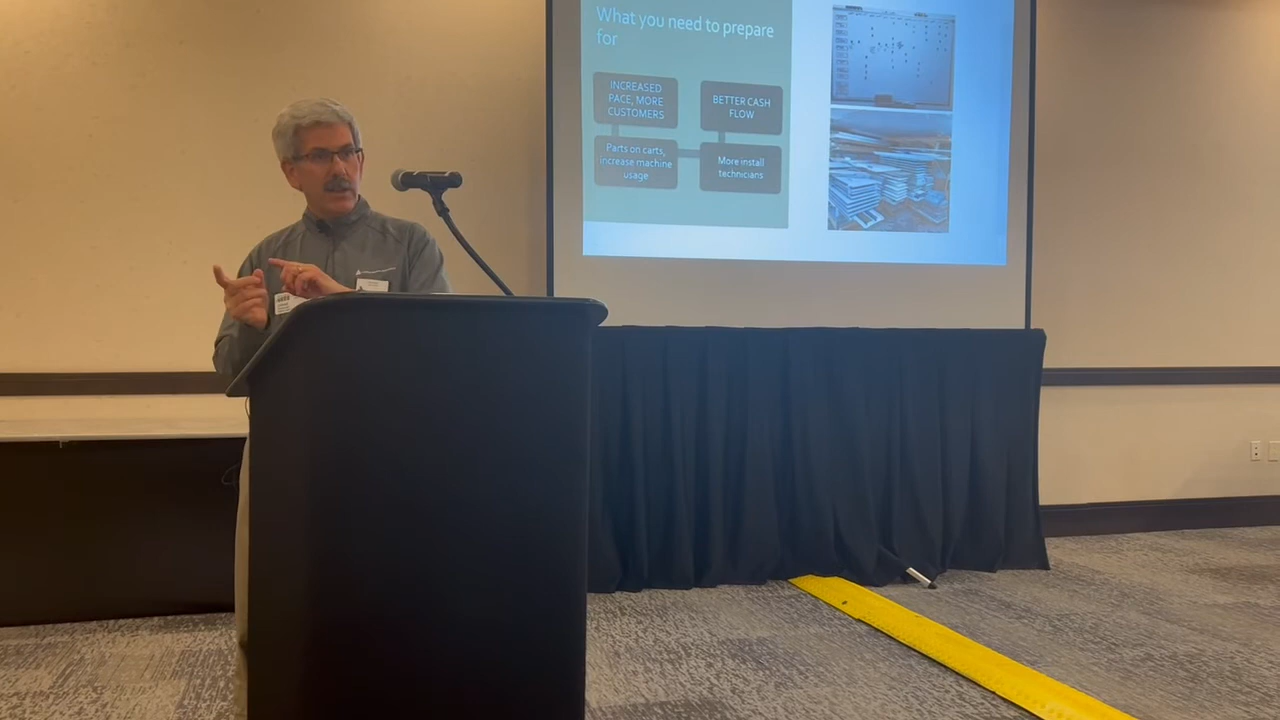 What you need to prepare
for
INCREASED
PACE, MORE
CUSTOMERS
BETTER CASH
FLOW
Parts on carts,
increase machine
usage
More install
technicians